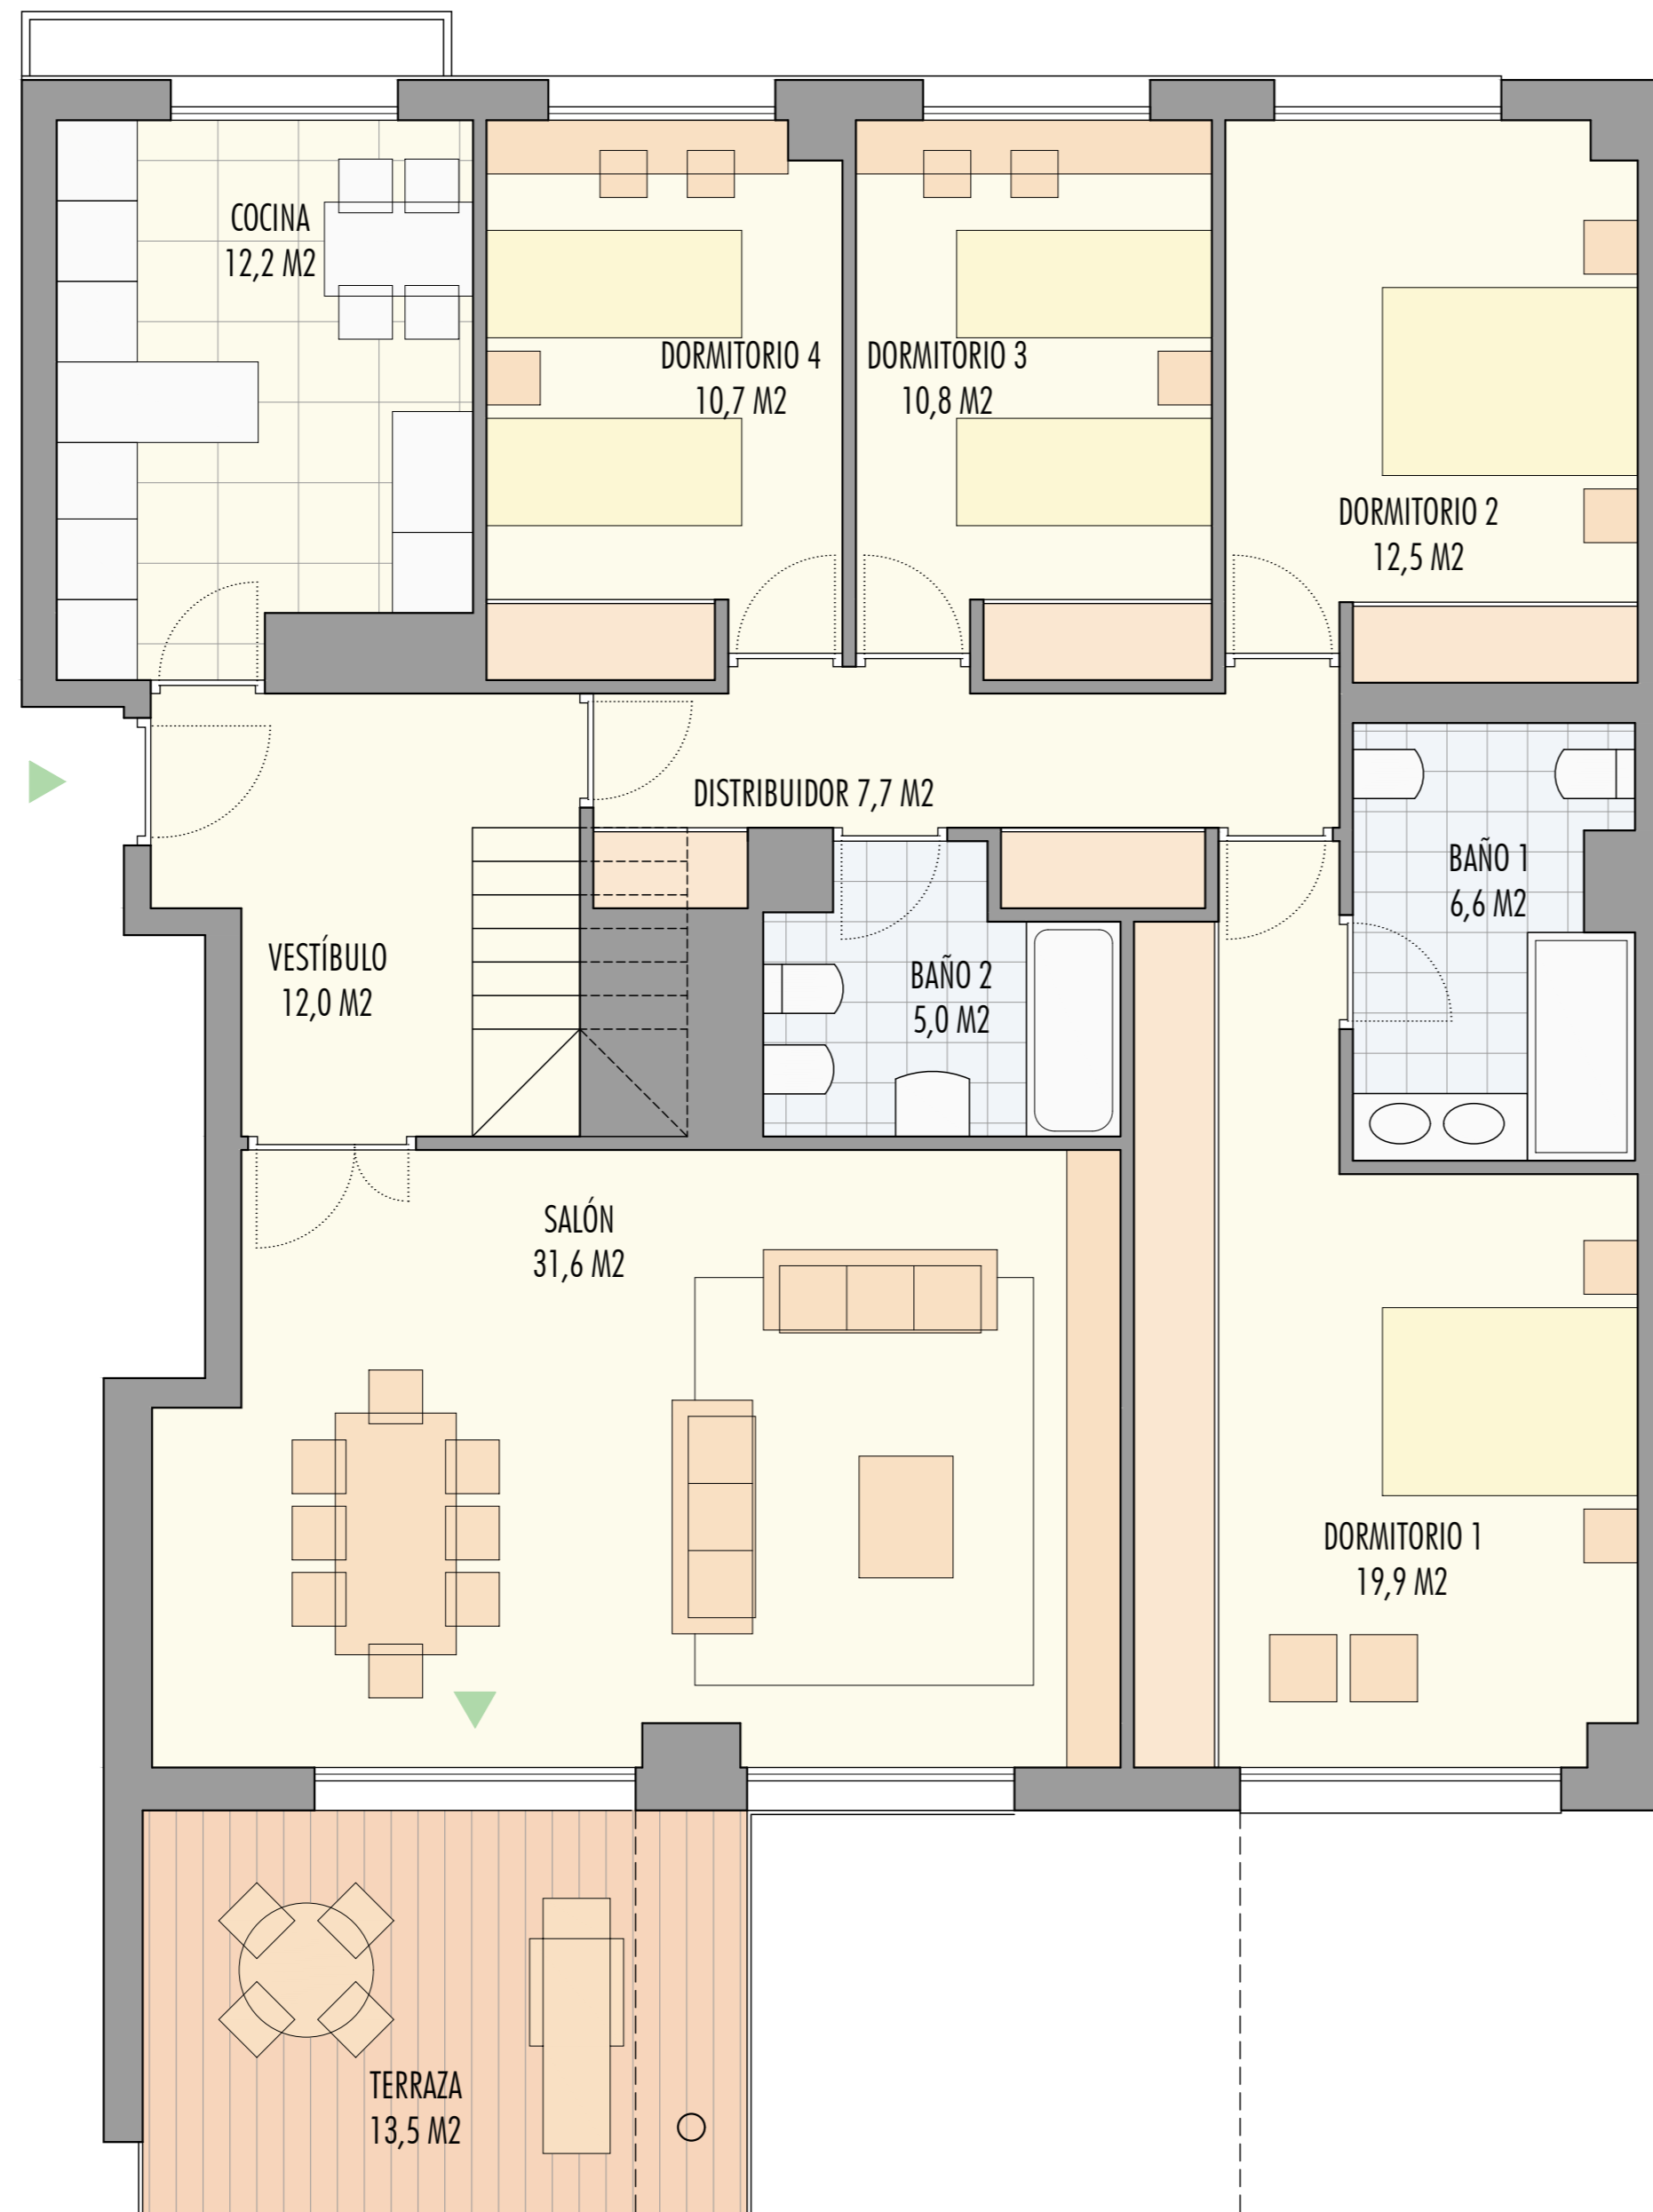 COCINA
12,2 M2
DORMITORIO 4
10,7 M2
DORMITORIO 3
10,8 M2
DORMITORIO 2
12,5 M2
DISTRIBUIDOR 7,7 M2
BAÑO 1
6,6 M2
VESTÍBULO
12,0 M2
BAÑO 2
5,0 M2
SALÓN
31,6 M2
DORMITORIO 1
19,9 M2
TERRAZA
13,5 M2